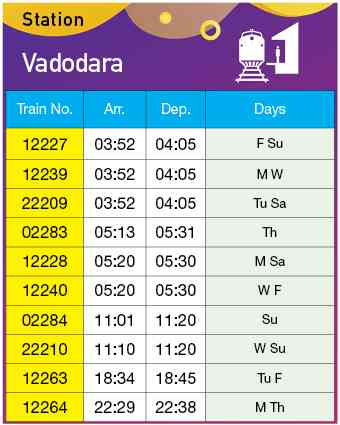 Station
Vadodara
Train No. Arr. Dep. Days
12227 03:52 04:05 F Su
12239 03:52 04:05 M W
22209 03:52 04:05 Tu Sa
02283 05:13 05:31 Th
12228 05:20 05:30 M Sa
12240 05:20 05:30 W F
02284 11:01 11:20 Su
22210 11:10 11:20 W Su
12263 18:34 18:45 Tu F
12264 22:29 22:38 M Th